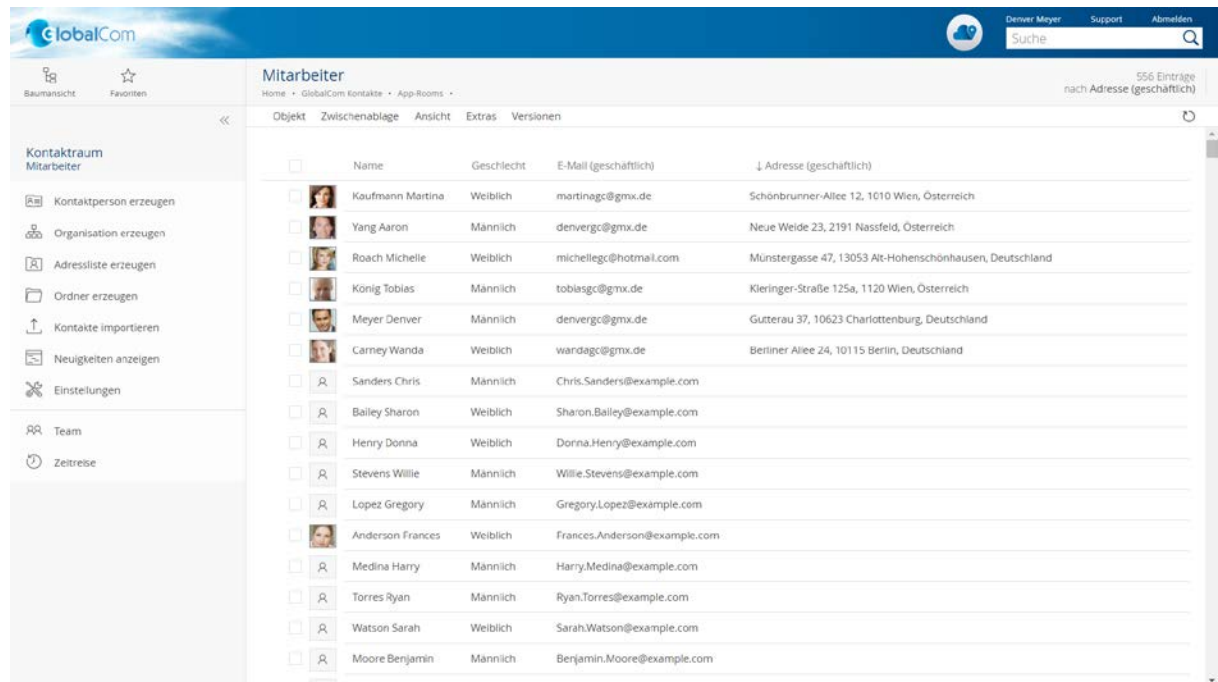 GlobalCom
Denver Meyer Support Abmelden
Suche
Baumansicht Favoriten
Mitarbeiter
Home • GlobalCom Kontakte • App-Rooms •
556 Einträge
nach Adresse (geschäftlich)
Objekt Zwischenablage Ansicht Extras Versionen
Kontaktraum
Mitarbeiter
Kontaktperson erzeugen
Organisation erzeugen
Adressliste erzeugen
Ordner erzeugen
Kontakte importieren
Neuigkeiten anzeigen
Einstellungen
Team
Zeitreise
Name Geschlecht E-Mail (geschäftlich) ↓ Adresse (geschäftlich)
Kaufmann Martina Weiblich martinagc@gmx.de Schönbrunner-Allee 12, 1010 Wien, Österreich
Yang Aaron Männlich denvergc@gmx.de Neue Weide 23, 2191 Nassfeld, Österreich
Roach Michelle Weiblich michellegc@hotmail.com Münstergasse 47, 13053 Alt-Hohenschönhausen, Deutschland
König Tobias Männlich tobiasgc@gmx.de Kleringer-Straße 125a, 1120 Wien, Österreich
Meyer Denver Männlich denvergc@gmx.de Gutterau 37, 10623 Charlottenburg, Deutschland
Carney Wanda Weiblich wandagc@gmx.de Berliner Allee 24, 10115 Berlin, Deutschland
Sanders Chris Männlich Chris.Sanders@example.com
Bailey Sharon Weiblich Sharon.Bailey@example.com
Henry Donna Weiblich Donna.Henry@example.com
Stevens Willie Männlich Willie.Stevens@example.com
Lopez Gregory Männlich Gregory.Lopez@example.com
Anderson Frances Weiblich Frances.Anderson@example.com
Medina Harry Männlich Harry.Medina@example.com
Torres Ryan Männlich Ryan.Torres@example.com
Watson Sarah Weiblich Sarah.Watson@example.com
Moore Benjamin Männlich Benjamin.Moore@example.com